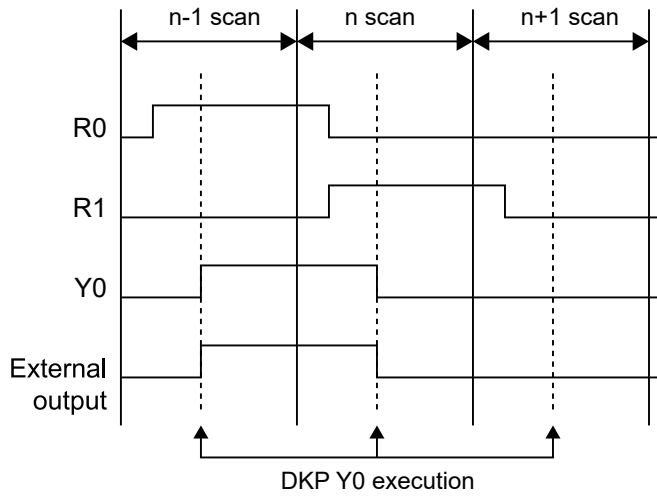 n-1 scan n scan n+1 scan
R0
R1
Y0
External
output
DKP Y0 execution